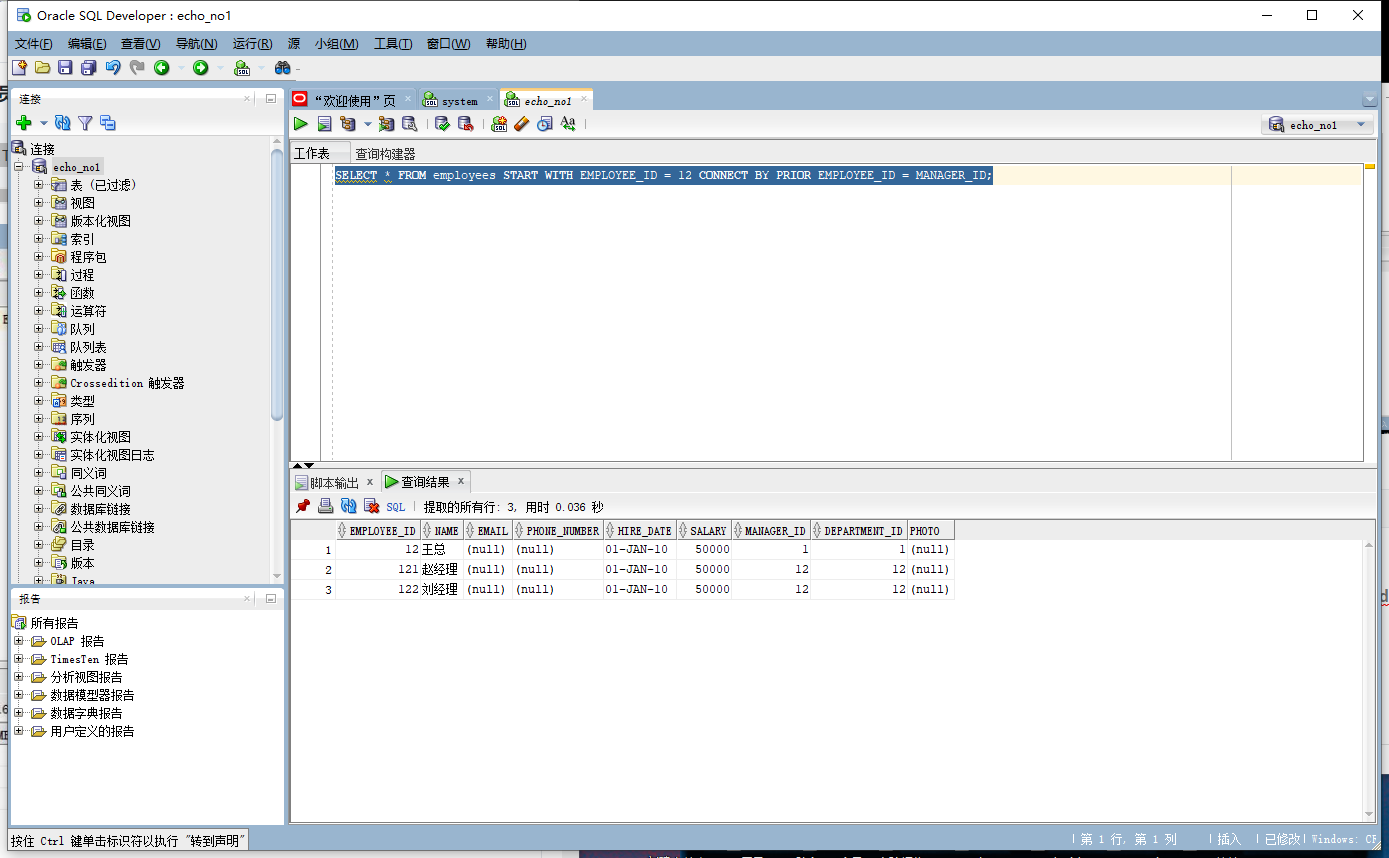 Oracle SQL Developer : echo_no1
文件(F) 编辑(E) 查看(V) 导航(N) 运行(R) 源 小组(M) 工具(T) 窗口(W) 帮助(H)
连接
连接
echo_no1
表 (已过滤)
视图
版本化视图
索引
程序包
过程
函数
运算符
队列
队列表
触发器
Crossedition 触发器
类型
序列
实体化视图
实体化视图日志
同义词
公共同义词
数据库链接
公共数据库链接
目录
版本
Java
报告
所有报告
OLAP 报告
TimesTen 报告
分析视图报告
数据模型器报告
数据字典报告
用户定义的报告
“欢迎使用”页 system echo_no1
echo_no1
工作表 查询构建器
SELECT * FROM employees START WITH EMPLOYEE_ID = 12 CONNECT BY PRIOR EMPLOYEE_ID = MANAGER_ID;
脚本输出 x 查询结果 x
SQL | 提取的所有行: 3, 用时 0.036 秒
EMPLOYEE_ID NAME EMAIL PHONE_NUMBER HIRE_DATE SALARY MANAGER_ID DEPARTMENT_ID PHOTO
1 12 王总 (null) (null) 01-JAN-10 50000 1 1 (null)
2 121 赵经理 (null) (null) 01-JAN-10 50000 12 12 (null)
3 122 刘经理 (null) (null) 01-JAN-10 50000 12 12 (null)
按住 Ctrl 键单击标识符以执行 "转到声明"
| 第 1 行, 第 1 列 | 插入 | 已修改| Windows: CR